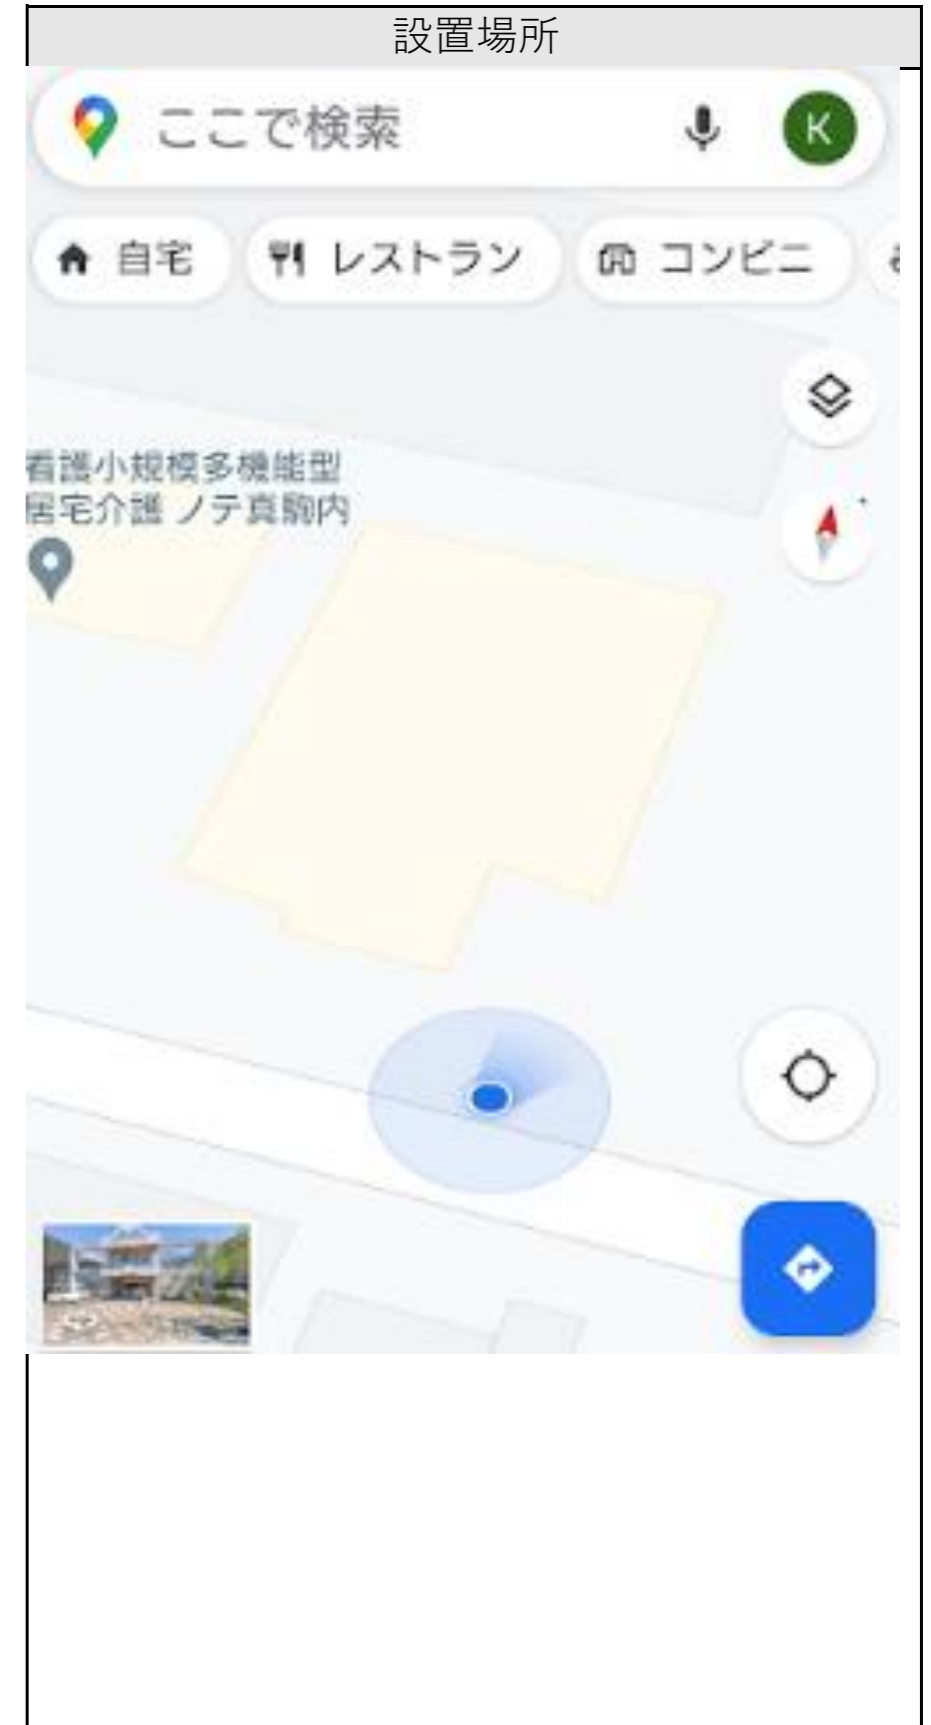 設置場所
ここで検索
K
自宅
レストラン
コンビニ
看護小規模多機能型
居宅介護 ノテ真駒内